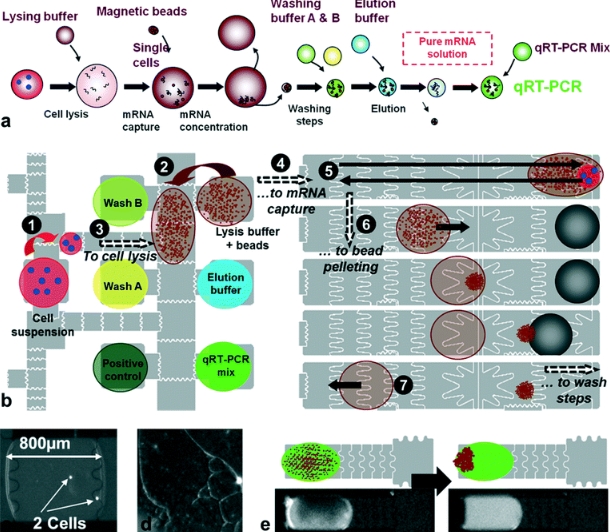 Lysing buffer
Magnetic beads
Single
cells
Washing
buffer A & B
Elution
buffer
Pure mRNA
solution
qRT-PCR Mix
qRT-PCR
Cell lysis
mRNA
capture
mRNA
concentration
Washing
steps
Elution
a
1
2
3
4
5
6
7
Wash B
Lysis buffer
+ beads
To cell lysis
...to mRNA
capture
... to bead
pelleting
Wash A
Elution
buffer
Cell
suspension
Positive
control
qRT-PCR
mix
... to wash
steps
b
800µm
2 Cells
d
e